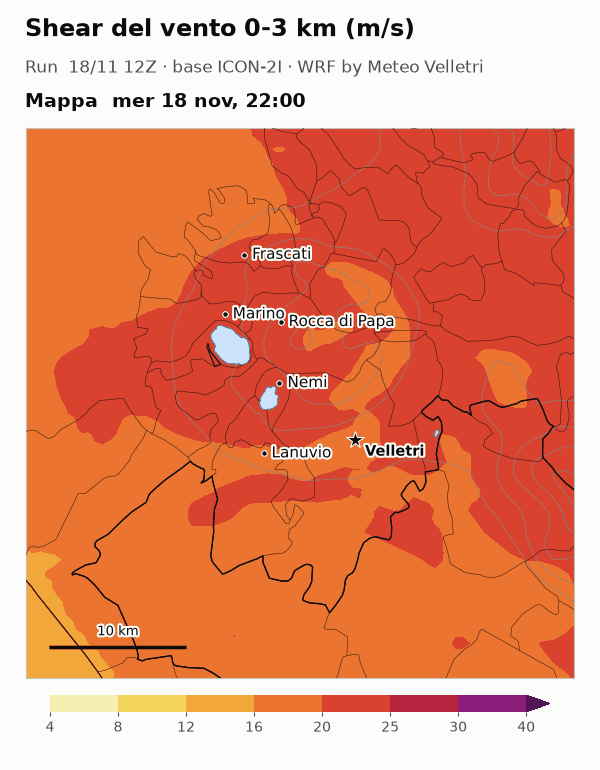 Shear del vento 0-3 km (m/s)
Run 18/11 12Z · base ICON-2I · WRF by Meteo Velletri
Mappa mer 18 nov, 22:00
Frascati
Marino
Rocca di Papa
Nemi
Velletri
Lanuvio
10 km
4 8 12 16 20 25 30 40